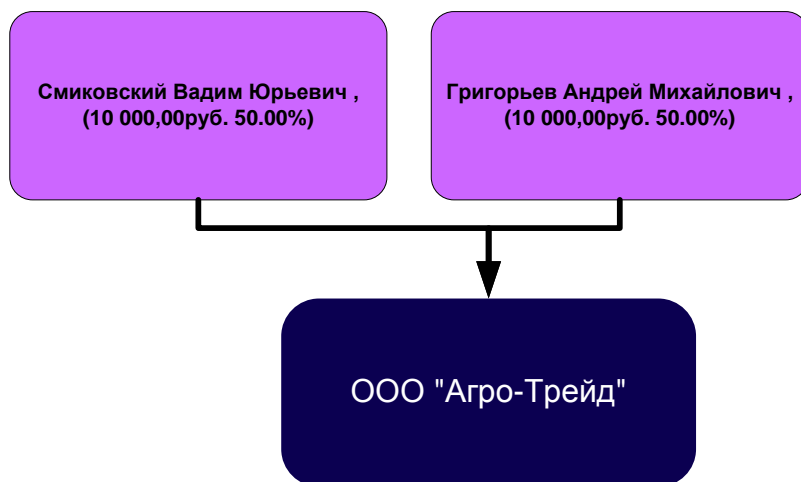 Смиковский Вадим Юрьевич ,
(10 000,00руб. 50.00%)
Григорьев Андрей Михайлович ,
(10 000,00руб. 50.00%)
ООО "Агро-Трейд"